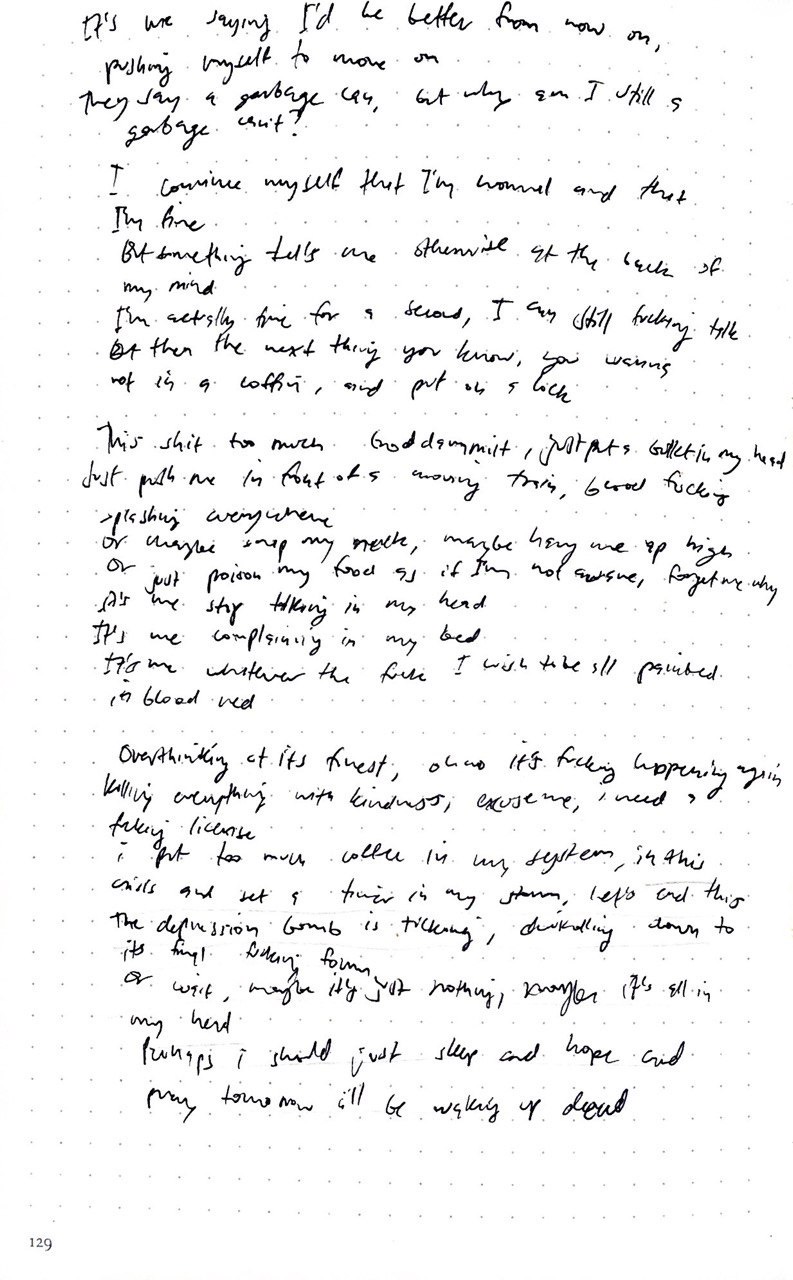 It's me saying I'd be better from now on,
pushing myself to move on
They say a garbage can, but why am I still a
garbage can't?
I convince myself that I'm normal and that
I'm fine
But something tells me otherwise at the back of
my mind
I'm actually fine for a second, I can still fucking talk
But then the next thing you know, you
rot in a coffin, and put on a lock
This shit too much Goddammit, just put a bullet in my head
Just push me in front of a moving train, blood fucking
splashing everywhere
or maybe snap my neck, maybe hang me up high
Or just poison my food as if I'm not aware, forget me why
it's me stop talking in my head
It's me complaining in my bed
It's me whatever the fuck I wish to be all painted
in blood red
Overthinking at its finest, oh no it's fucking happening again
killing everything with kindness, excuse me, i need a
fucking license
i put too much coffee in my system, in this
crisis and set a timer in my, let's end this
the depression bomb is ticking, down to
its final fucking form
or wait, maybe it's just nothing, maybe it's all in
my head
Perhaps i should just sleep and hope and
pray tomorrow i'll be waking up dead
129